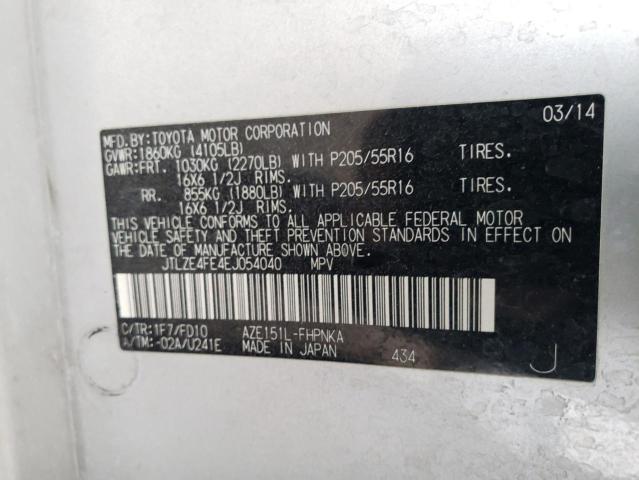 MFD.BY:TOYOTA MOTOR CORPORATION 03/14
GVWR:1860KG (4105LB)
GAWR:FRT. 1030KG (2270LB) WITH P205/55R16 TIRES.
16X6 1/2J RIMS.
RR. 855KG (1880LB) WITH P205/55R16 TIRES.
16X6 1/2J RIMS.
THIS VEHICLE CONFORMS TO ALL APPLICABLE FEDERAL MOTOR
VEHICLE SAFETY AND THEFT PREVENTION STANDARDS IN EFFECT ON
THE DATE OF MANUFACTURE SHOWN ABOVE.
JTLZE4FE4EJ054040 MPV
C/TR:1F7/FD10 AZE151L-FHPNKA
A/TM:-02A/U241E MADE IN JAPAN 434 J